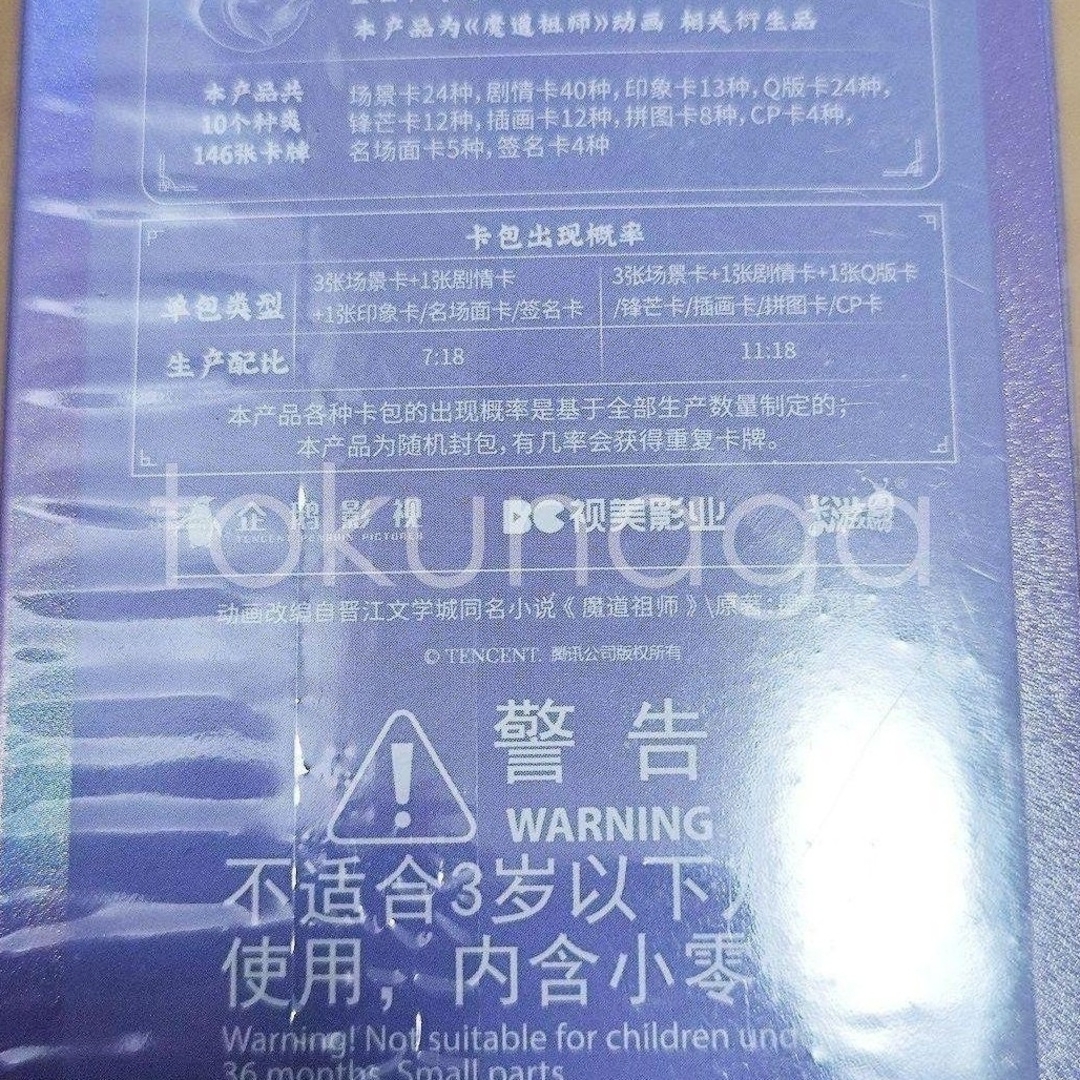 本产品为《魔道祖师》动画 相关衍生品
本产品共
10个种类
146张卡牌
场景卡24种,剧情卡40种,印象卡13种,Q版卡24种,
锋芒卡12种,插画卡12种,拼图卡8种,CP卡4种,
名场面卡5种,签名卡4种
卡包出现概率
单包类型
3张场景卡+1张剧情卡
+1张印象卡/名场面卡/签名卡
3张场景卡+1张剧情卡+1张Q版卡
/锋芒卡/插画卡/拼图卡/CP卡
生产配比
7:18
11:18
本产品各种卡包的出现概率是基于全部生产数量制定的;
本产品为随机封包,有几率会获得重复卡牌。
企鹅影视
TENCENT PENGUIN PICTURES
视美影业
卡游
tokunaga
动画改编自晋江文学城同名小说《魔道祖师》\原著:
© TENCENT. 腾讯公司版权所有
警 告
WARNING
不适合3岁以下
使用,内含小零
Warning! Not suitable for children under
36 months. Small parts